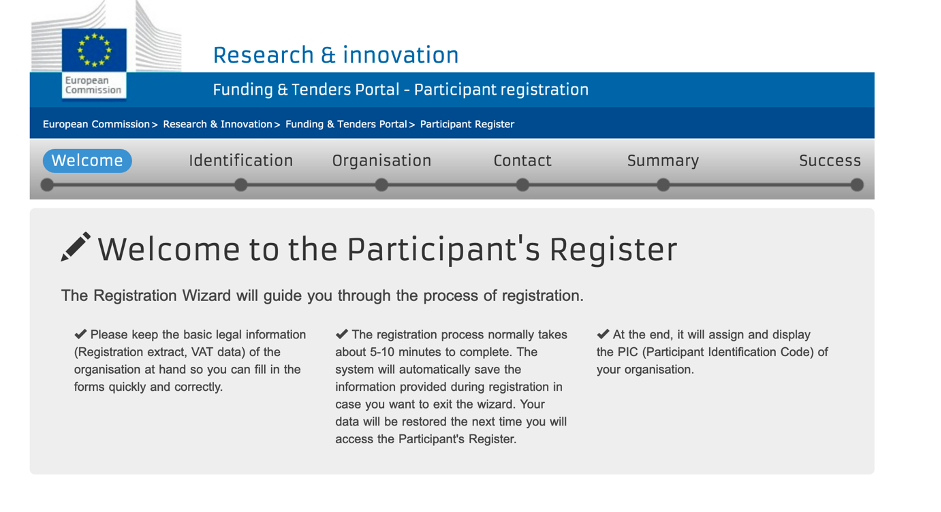 Research & innovation
European
Commission
Funding & Tenders Portal - Participant registration
European Commission > Research & Innovation > Funding & Tenders Portal > Participant Register
Welcome Identification Organisation Contact Summary Success
Welcome to the Participant's Register
The Registration Wizard will guide you through the process of registration.
Please keep the basic legal information
(Registration extract, VAT data) of the
organisation at hand so you can fill in the
forms quickly and correctly.
The registration process normally takes
about 5-10 minutes to complete. The
system will automatically save the
information provided during registration in
case you want to exit the wizard. Your
data will be restored the next time you will
access the Participant's Register.
At the end, it will assign and display
the PIC (Participant Identification Code) of
your organisation.